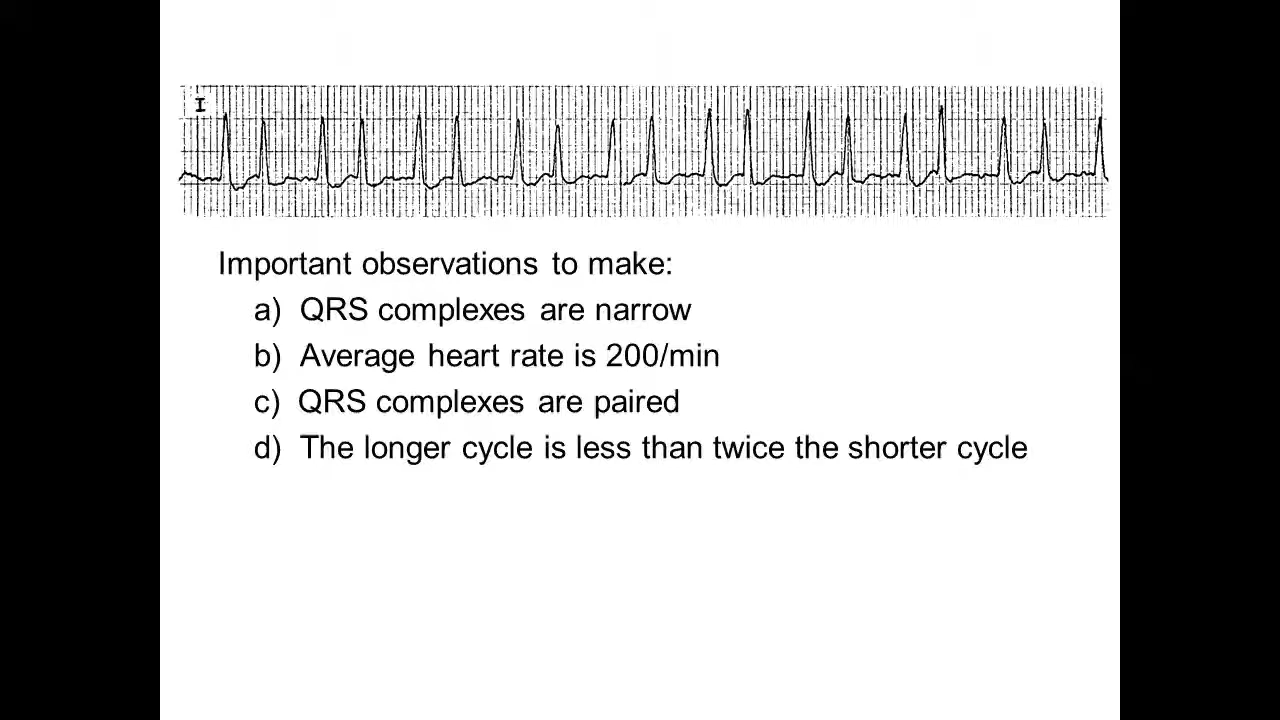 I
Important observations to make:
a) QRS complexes are narrow
b) Average heart rate is 200/min
c) QRS complexes are paired
d) The longer cycle is less than twice the shorter cycle